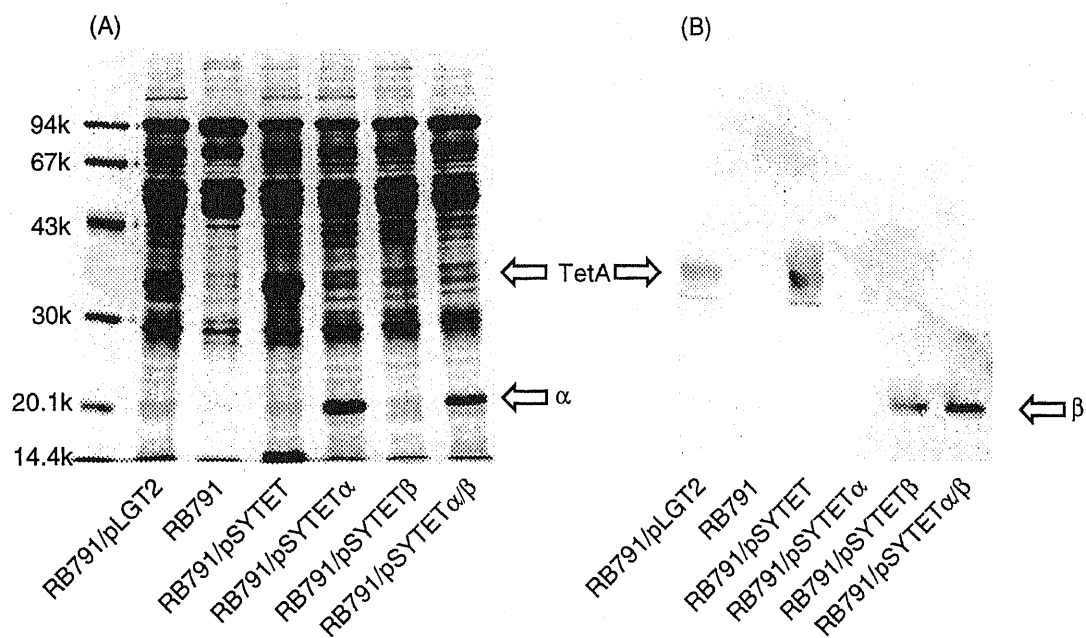 (A)
(B)
94k
67k
43k
30k
20.1k
14.4k
TetA
α
β
RB791/pLGT2
RB791
RB791/pSYTET
RB791/pSYTETα
RB791/pSYTETβ
RB791/pSYTETα/β
RB791/pLGT2
RB791
RB791/pSYTET
RB791/pSYTETα
RB791/pSYTETβ
RB791/pSYTETα/β